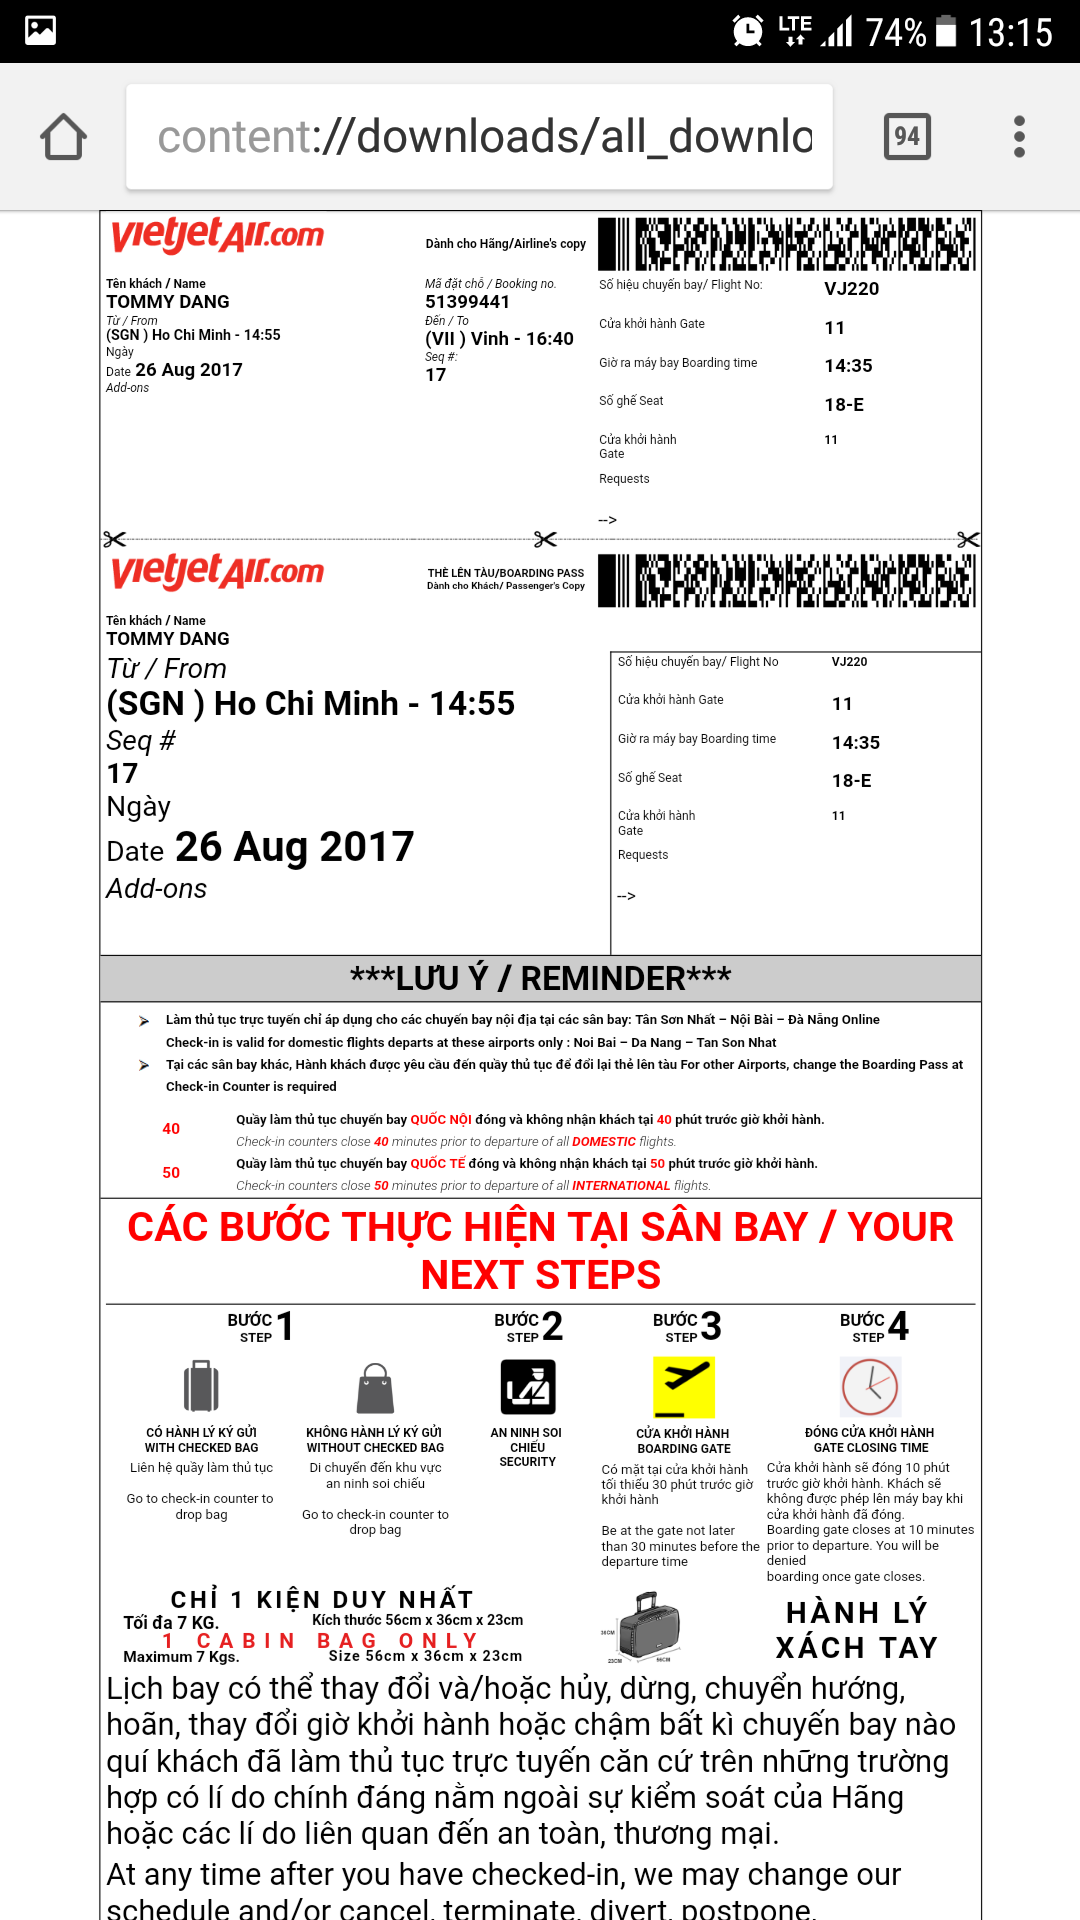 LTE 74% 13:15
content://downloads/all_downlo
94
vietjetAir.com
Dành cho Hãng/Airline's copy
Tên khách / Name
TOMMY DANG
Từ / From
(SGN ) Ho Chi Minh - 14:55
Ngày
Date 26 Aug 2017
Add-ons
Mã đặt chỗ / Booking no.
51399441
Đến / To
(VII ) Vinh - 16:40
Seq #:
17
Số hiệu chuyến bay/ Flight No: VJ220
Cửa khởi hành Gate 11
Giờ ra máy bay Boarding time 14:35
Số ghế Seat 18-E
Cửa khởi hành 11
Gate
Requests
-->
vietjetAir.com
THẺ LÊN TÀU/BOARDING PASS
Dành cho Khách/ Passenger's Copy
Tên khách / Name
TOMMY DANG
Từ / From
(SGN ) Ho Chi Minh - 14:55
Seq #
17
Ngày
Date 26 Aug 2017
Add-ons
Số hiệu chuyến bay/ Flight No VJ220
Cửa khởi hành Gate 11
Giờ ra máy bay Boarding time 14:35
Số ghế Seat 18-E
Cửa khởi hành 11
Gate
Requests
-->
***LƯU Ý / REMINDER***
Làm thủ tục trực tuyến chỉ áp dụng cho các chuyến bay nội địa tại các sân bay: Tân Sơn Nhất – Nội Bài – Đà Nẵng Online
Check-in is valid for domestic flights departs at these airports only : Noi Bai – Da Nang – Tan Son Nhat
Tại các sân bay khác, Hành khách được yêu cầu đến quầy thủ tục để đổi lại thẻ lên tàu For other Airports, change the Boarding Pass at
Check-in Counter is required
40
Quầy làm thủ tục chuyến bay QUỐC NỘI đóng và không nhận khách tại 40 phút trước giờ khởi hành.
Check-in counters close 40 minutes prior to departure of all DOMESTIC flights.
50
Quầy làm thủ tục chuyến bay QUỐC TẾ đóng và không nhận khách tại 50 phút trước giờ khởi hành.
Check-in counters close 50 minutes prior to departure of all INTERNATIONAL flights.
CÁC BƯỚC THỰC HIỆN TẠI SÂN BAY / YOUR
NEXT STEPS
BƯỚC
STEP 1
CÓ HÀNH LÝ KÝ GỬI
WITH CHECKED BAG
Liên hệ quầy làm thủ tục
Go to check-in counter to
drop bag
KHÔNG HÀNH LÝ KÝ GỬI
WITHOUT CHECKED BAG
Di chuyển đến khu vực
an ninh soi chiếu
Go to check-in counter to
drop bag
BƯỚC
STEP 2
AN NINH SOI
CHIẾU
SECURITY
BƯỚC
STEP 3
CỬA KHỞI HÀNH
BOARDING GATE
Có mặt tại cửa khởi hành
tối thiểu 30 phút trước giờ
khởi hành
Be at the gate not later
than 30 minutes before the
departure time
BƯỚC
STEP 4
ĐÓNG CỬA KHỞI HÀNH
GATE CLOSING TIME
Cửa khởi hành sẽ đóng 10 phút
trước giờ khởi hành. Khách sẽ
không được phép lên máy bay khi
cửa khởi hành đã đóng.
Boarding gate closes at 10 minutes
prior to departure. You will be
denied
boarding once gate closes.
CHỈ 1 KIỆN DUY NHẤT
Tối đa 7 KG. Kích thước 56cm x 36cm x 23cm
1 CABIN BAG ONLY
Maximum 7 Kgs. Size 56cm x 36cm x 23cm
36CM
23CM
56CM
HÀNH LÝ
XÁCH TAY
Lịch bay có thể thay đổi và/hoặc hủy, dừng, chuyển hướng,
hoãn, thay đổi giờ khởi hành hoặc chậm bất kì chuyến bay nào
quí khách đã làm thủ tục trực tuyến căn cứ trên những trường
hợp có lí do chính đáng nằm ngoài sự kiểm soát của Hãng
hoặc các lí do liên quan đến an toàn, thương mại.
At any time after you have checked-in, we may change our
schedule and/or cancel, terminate, divert, postpone,